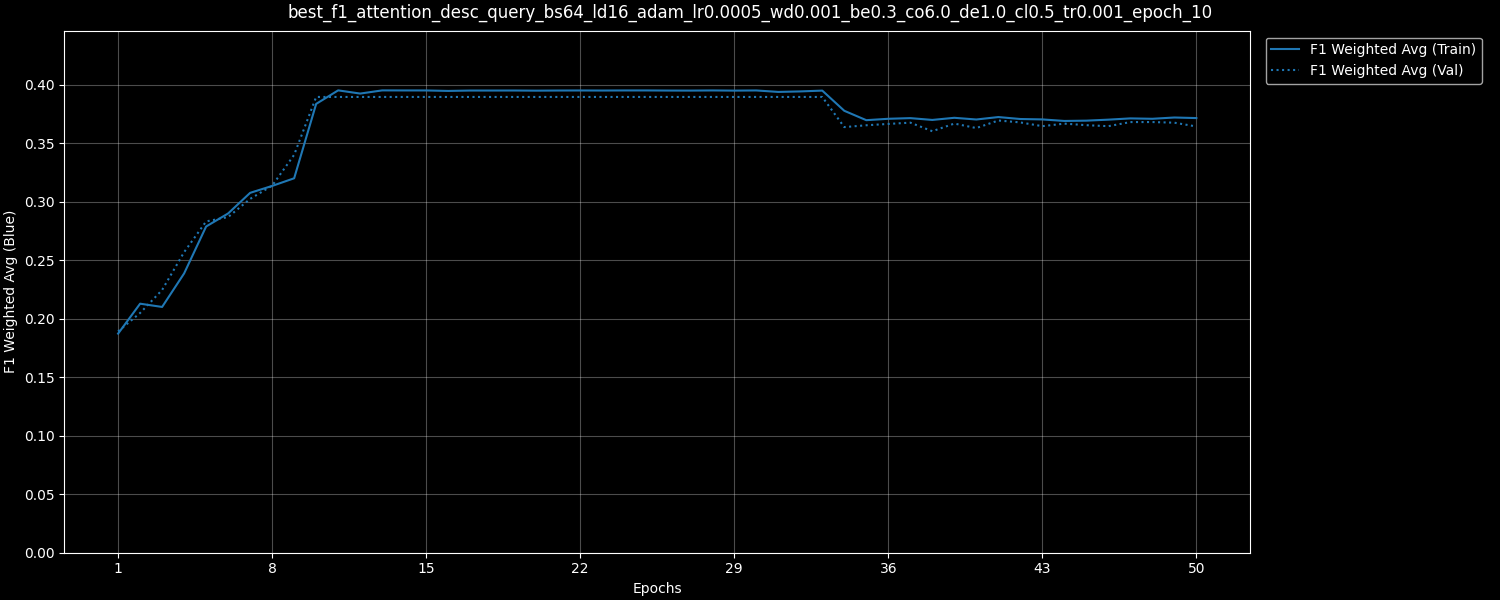 best_f1_attention_desc_query_bs64_ld16_adam_lr0.0005_wd0.001_be0.3_co6.0_de1.0_cl0.5_tr0.001_epoch_10
F1 Weighted Avg (Train)
F1 Weighted Avg (Val)
F1 Weighted Avg (Blue)
0.40
0.35
0.30
0.25
0.20
0.15
0.10
0.05
0.00
1 8 15 22 29 36 43 50
Epochs